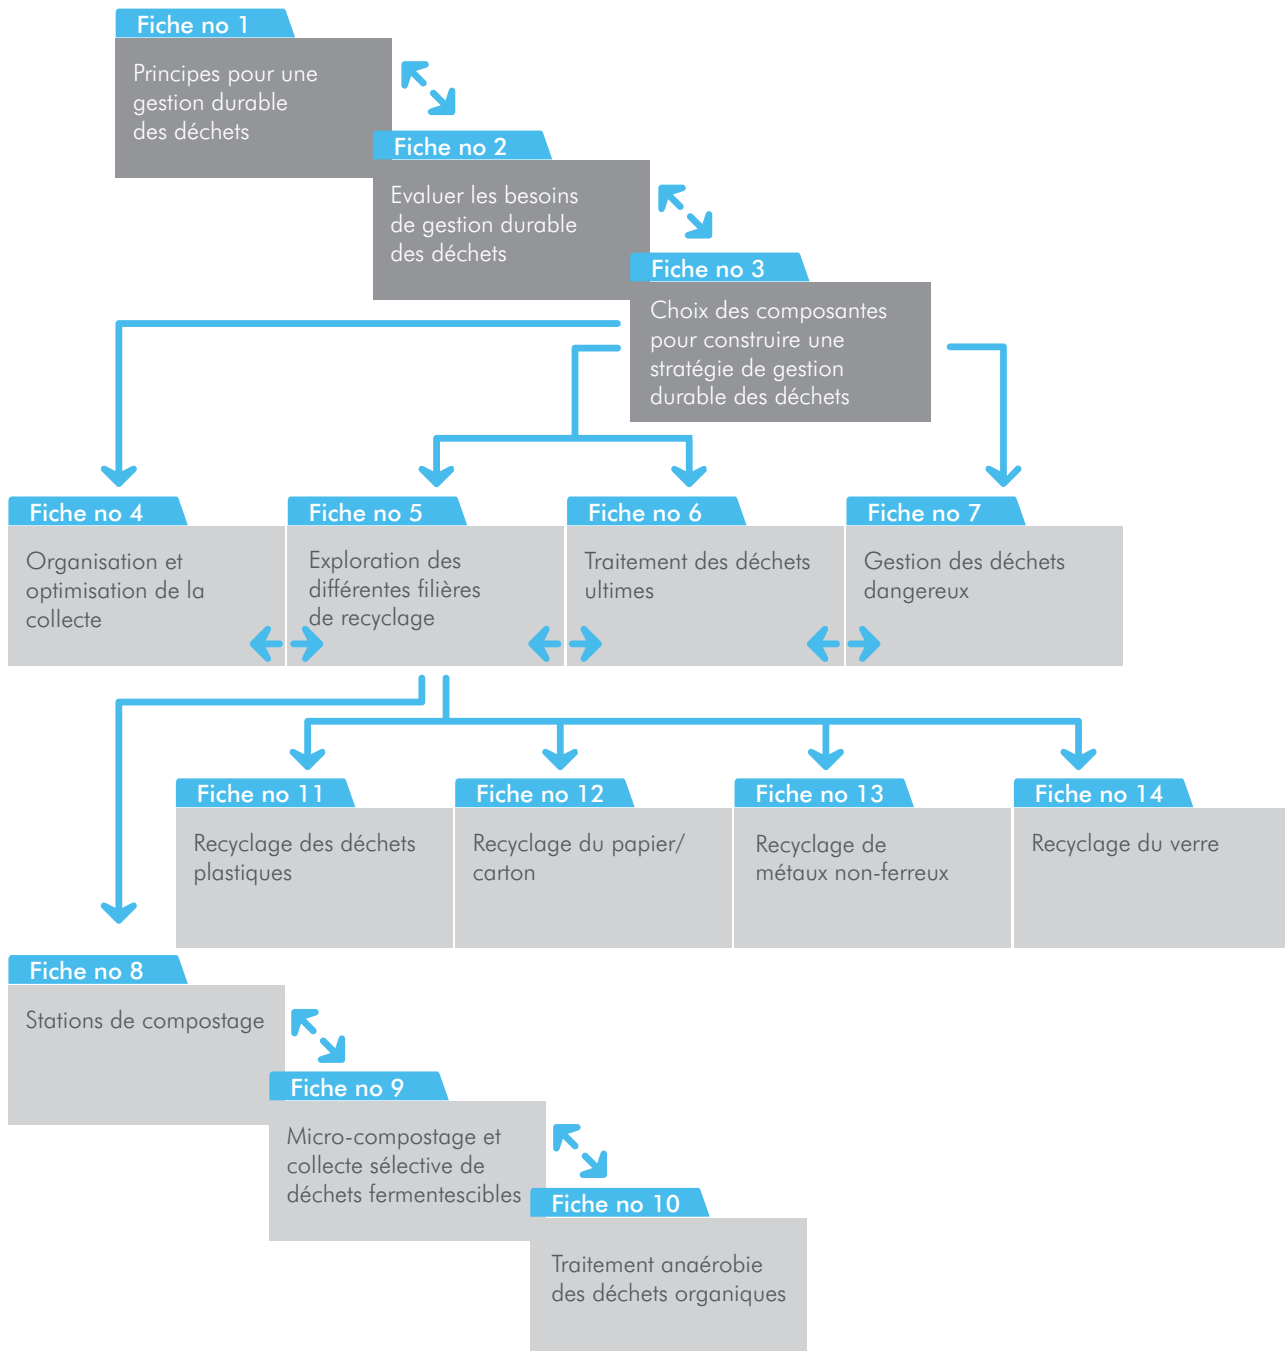 Fiche no 1
Principes pour une
gestion durable
des déchets
Fiche no 2
Evaluer les besoins
de gestion durable
des déchets
Fiche no 3
Choix des composantes
pour construire une
stratégie de gestion
durable des déchets
Fiche no 4
Organisation et
optimisation de la
collecte
Fiche no 5
Exploration des
différentes filières
de recyclage
Fiche no 6
Traitement des déchets
ultimes
Fiche no 7
Gestion des déchets
dangereux
Fiche no 11
Recyclage des déchets
plastiques
Fiche no 12
Recyclage du papier/
carton
Fiche no 13
Recyclage de
métaux non-ferreux
Fiche no 14
Recyclage du verre
Fiche no 8
Stations de compostage
Fiche no 9
Micro-compostage et
collecte sélective de
déchets fermentescibles
Fiche no 10
Traitement anaérobie
des déchets organiques